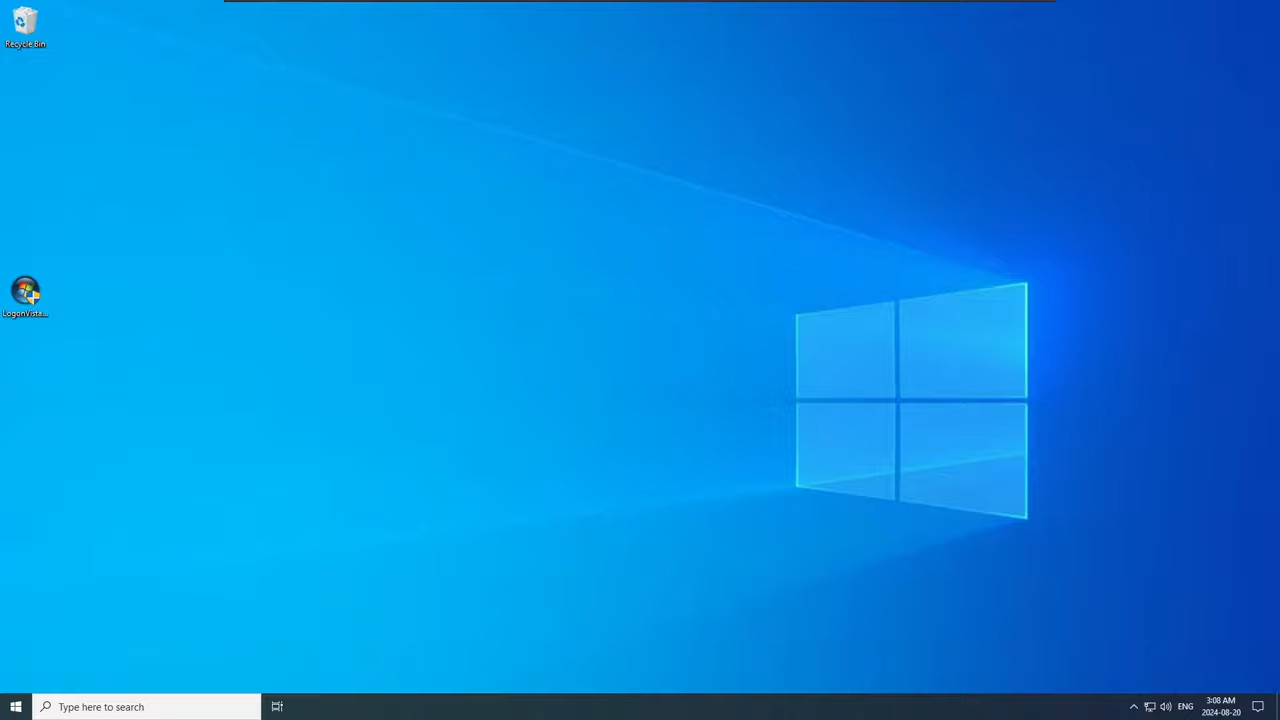 Recycle Bin
LogonVista...
Type here to search
ENG
3:08 AM
2024-08-20